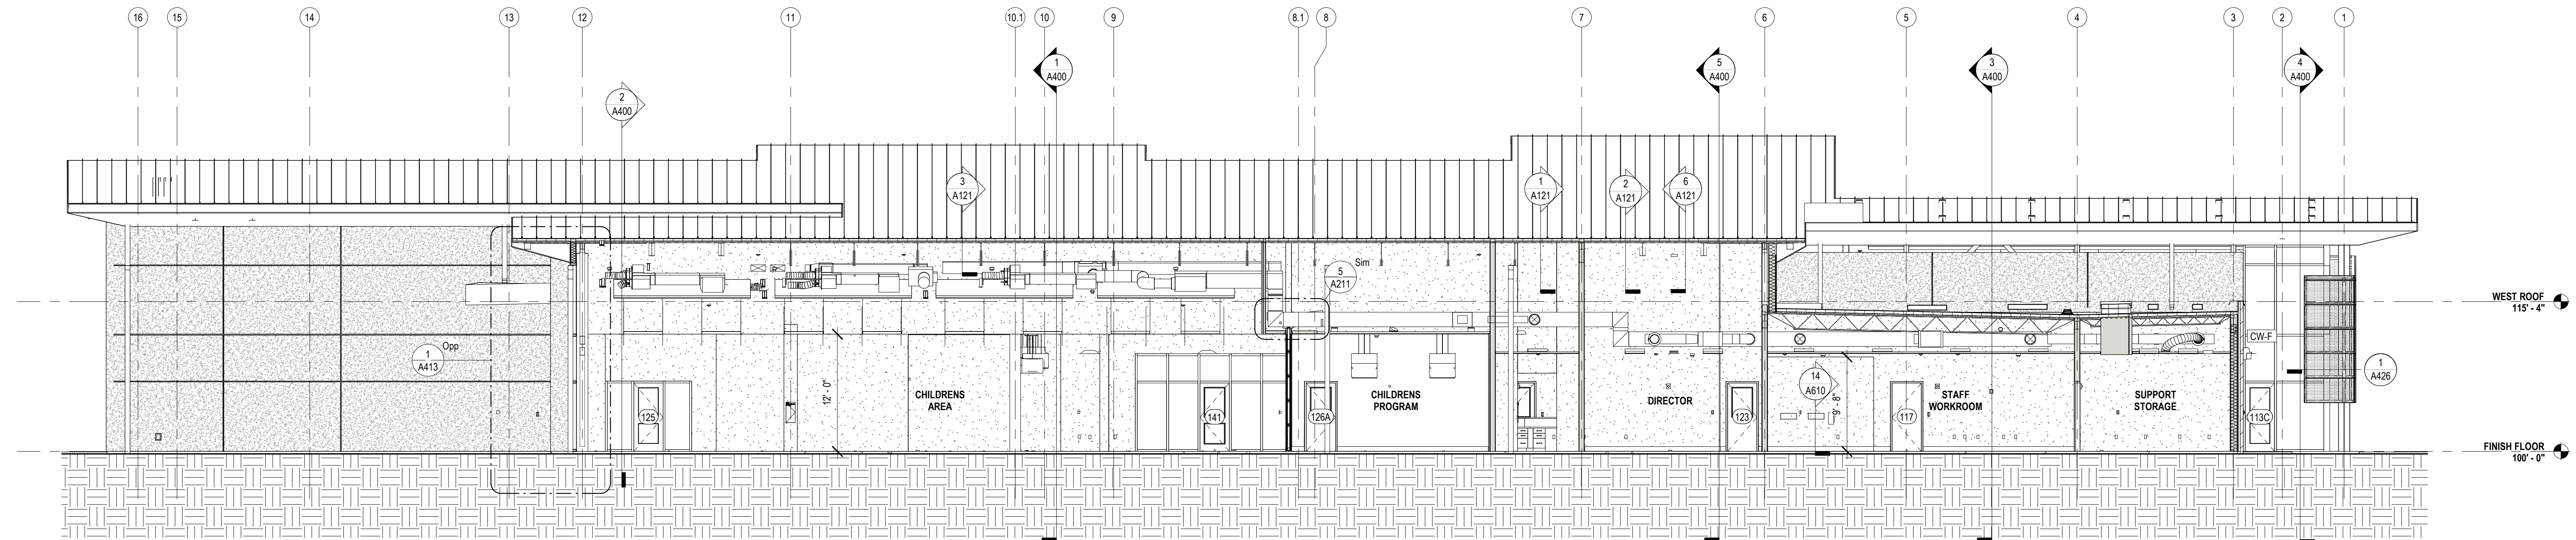 16
15
14
13
12
11
10.1
10
9
8.1
8
7
6
5
4
3
2
1
1
A400
5
A400
3
A400
4
A400
2
A400
3
A121
1
A121
2
A121
6
A121
Sim
5
A211
WEST ROOF
115' - 4"
CW-F
Opp
1
A413
1
A426
12' - 0"
9' - 8"
14
A610
CHILDRENS
AREA
CHILDRENS
PROGRAM
DIRECTOR
STAFF
WORKROOM
SUPPORT
STORAGE
125
141
126A
123
117
113C
FINISH FLOOR
100' - 0"